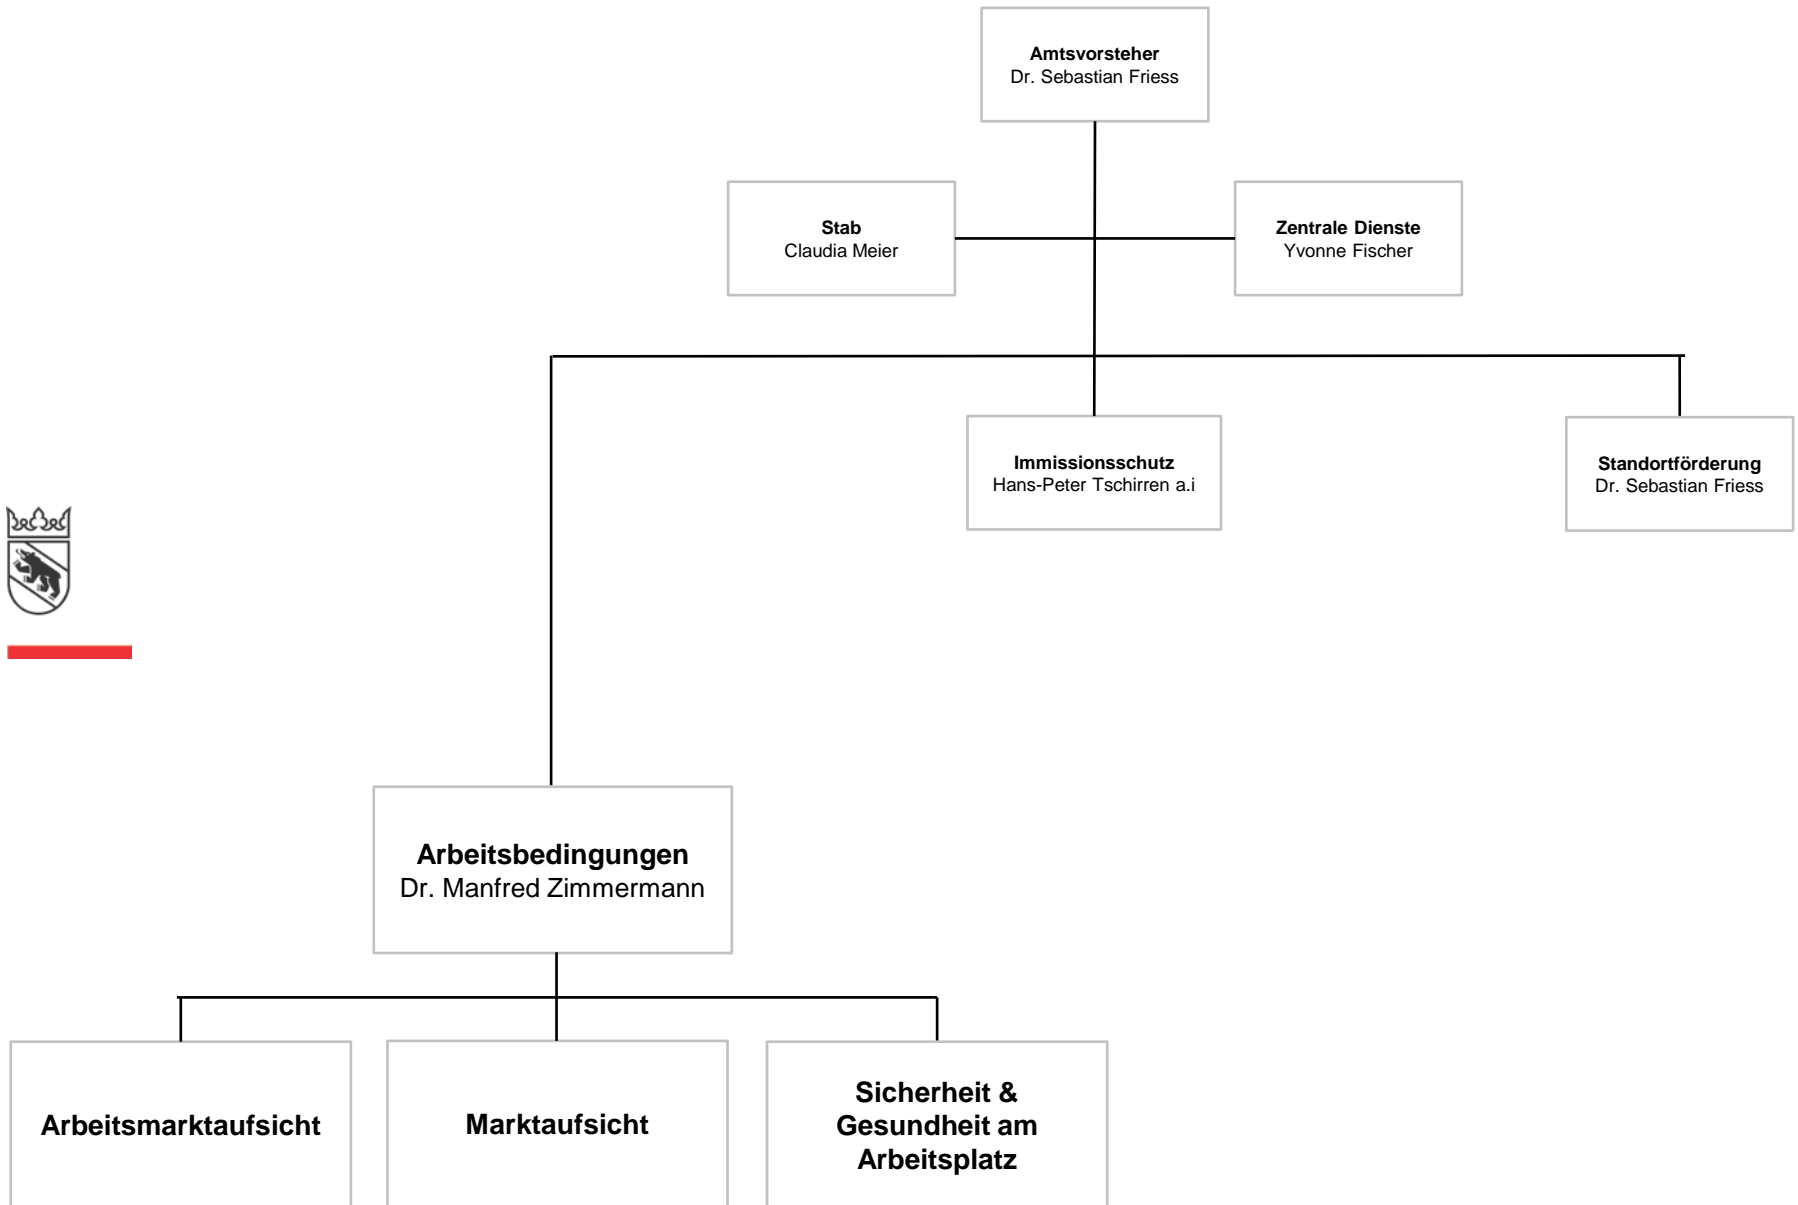 Amtsvorsteher
Dr. Sebastian Friess
Stab
Claudia Meier
Zentrale Dienste
Yvonne Fischer
Immissionsschutz
Hans-Peter Tschirren a.i
Standortförderung
Dr. Sebastian Friess
Arbeitsbedingungen
Dr. Manfred Zimmermann
Arbeitsmarktaufsicht
Marktaufsicht
Sicherheit &
Gesundheit am
Arbeitsplatz